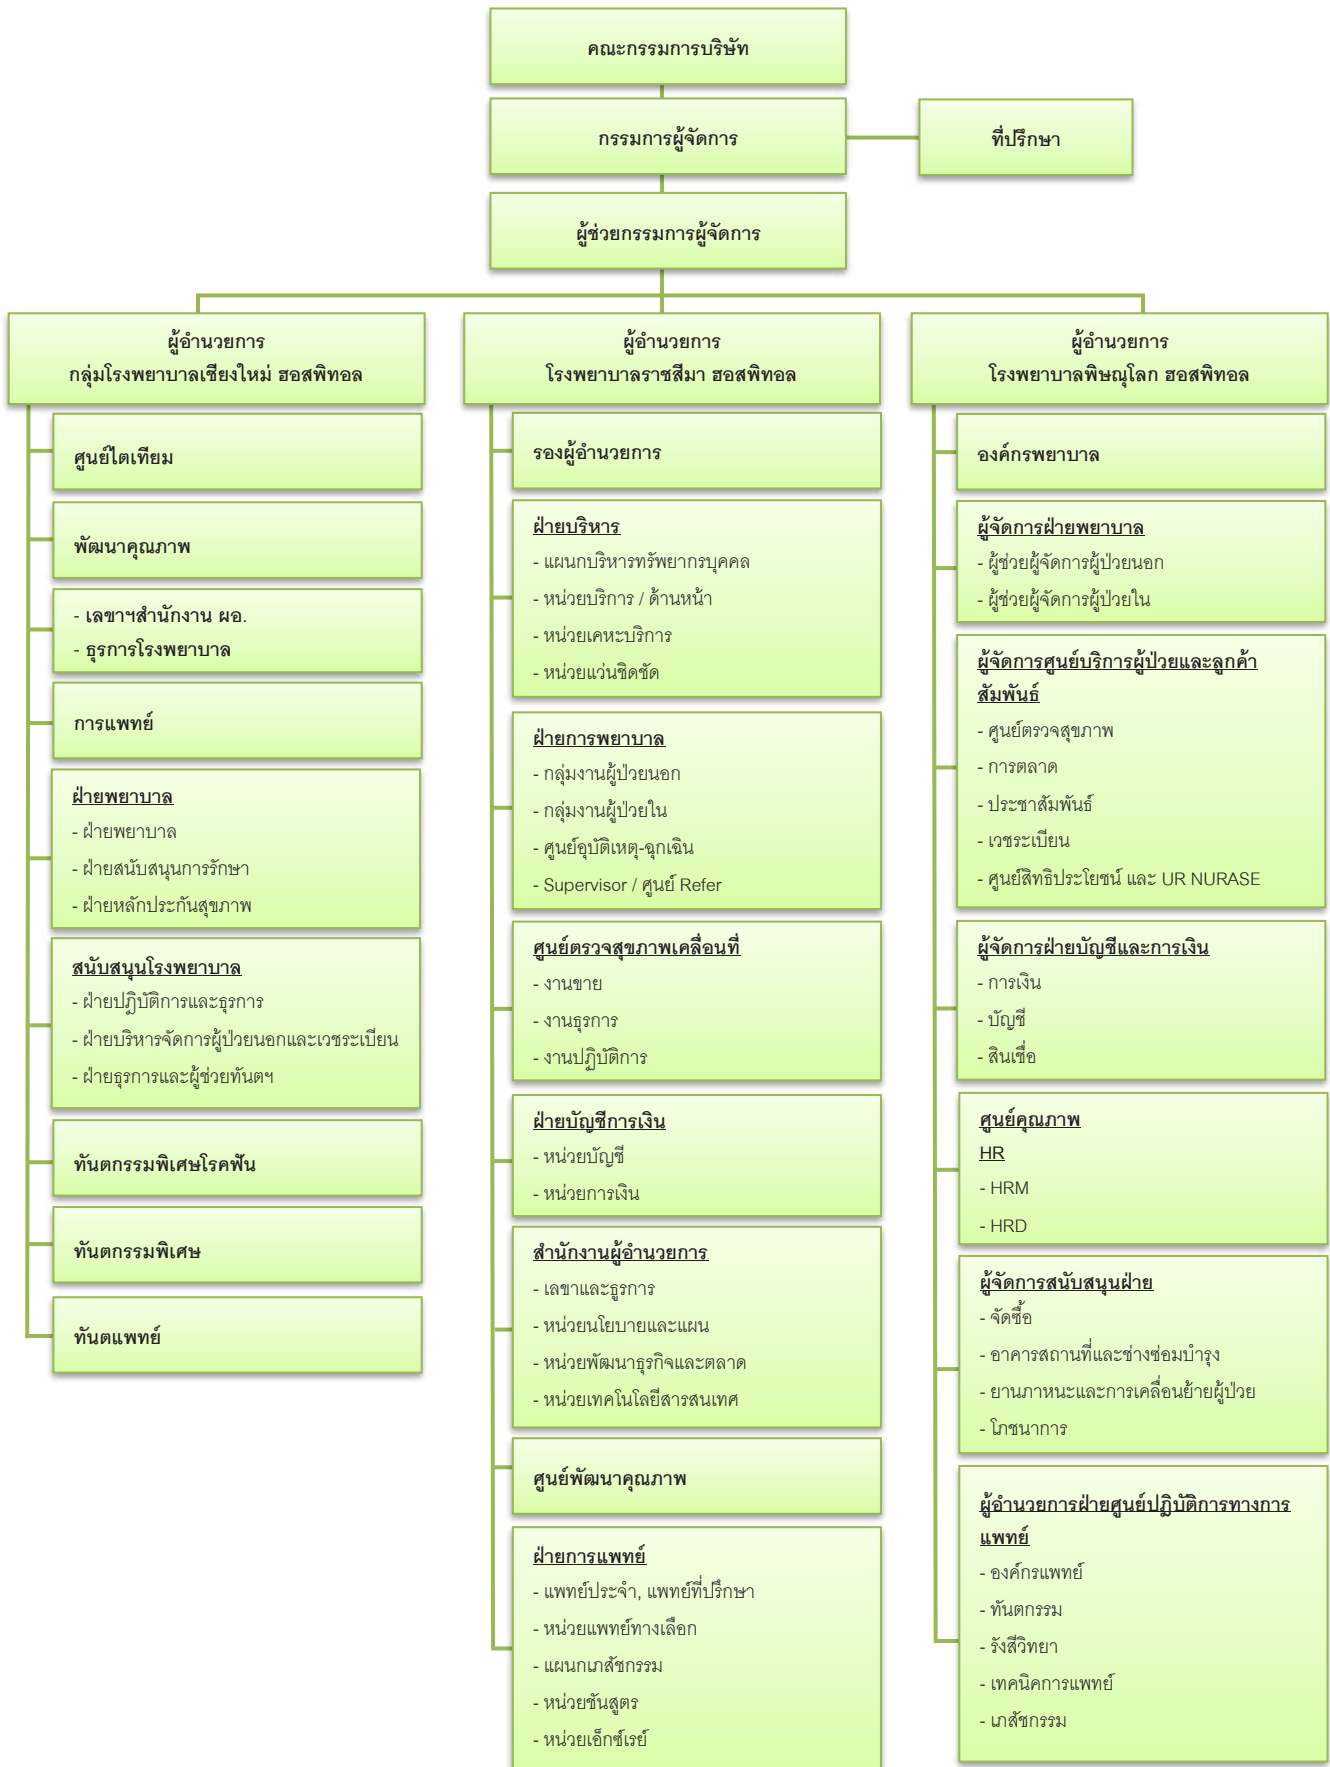 คณะกรรมการบริษัท
กรรมการผู้จัดการ
ที่ปรึกษา
ผู้ช่วยกรรมการผู้จัดการ
ผู้อำนวยการ
กลุ่มโรงพยาบาลเชียงใหม่ ฮอสพิทอล
ศูนย์ไตเทียม
พัฒนาคุณภาพ
- เลขาฯสำนักงาน ผอ.
- ธุรการโรงพยาบาล
การแพทย์
ฝ่ายพยาบาล
- ฝ่ายพยาบาล
- ฝ่ายสนับสนุนการรักษา
- ฝ่ายหลักประกันสุขภาพ
สนับสนุนโรงพยาบาล
- ฝ่ายปฏิบัติการและธุรการ
- ฝ่ายบริหารจัดการผู้ป่วยนอกและเวชระเบียน
- ฝ่ายธุรการและผู้ช่วยทันตฯ
ทันตกรรมพิเศษโรคฟัน
ทันตกรรมพิเศษ
ทันตแพทย์
ผู้อำนวยการ
โรงพยาบาลราชสีมา ฮอสพิทอล
รองผู้อำนวยการ
ฝ่ายบริหาร
- แผนกบริหารทรัพยากรบุคคล
- หน่วยบริการ / ด้านหน้า
- หน่วยเคหะบริการ
- หน่วยแว่นชิดชัด
ฝ่ายการพยาบาล
- กลุ่มงานผู้ป่วยนอก
- กลุ่มงานผู้ป่วยใน
- ศูนย์อุบัติเหตุ-ฉุกเฉิน
- Supervisor / ศูนย์ Refer
ศูนย์ตรวจสุขภาพเคลื่อนที่
- งานขาย
- งานธุรการ
- งานปฏิบัติการ
ฝ่ายบัญชีการเงิน
- หน่วยบัญชี
- หน่วยการเงิน
สำนักงานผู้อำนวยการ
- เลขาและธุรการ
- หน่วยนโยบายและแผน
- หน่วยพัฒนาธุรกิจและตลาด
- หน่วยเทคโนโลยีสารสนเทศ
ศูนย์พัฒนาคุณภาพ
ฝ่ายการแพทย์
- แพทย์ประจำ, แพทย์ที่ปรึกษา
- หน่วยแพทย์ทางเลือก
- แผนกเภสัชกรรม
- หน่วยชันสูตร
- หน่วยเอ็กซ์เรย์
ผู้อำนวยการ
โรงพยาบาลพิษณุโลก ฮอสพิทอล
องค์กรพยาบาล
ผู้จัดการฝ่ายพยาบาล
- ผู้ช่วยผู้จัดการผู้ป่วยนอก
- ผู้ช่วยผู้จัดการผู้ป่วยใน
ผู้จัดการศูนย์บริการผู้ป่วยและลูกค้า
สัมพันธ์
- ศูนย์ตรวจสุขภาพ
- การตลาด
- ประชาสัมพันธ์
- เวชระเบียน
- ศูนย์สิทธิประโยชน์ และ UR NURASE
ผู้จัดการฝ่ายบัญชีและการเงิน
- การเงิน
- บัญชี
- สินเชื่อ
ศูนย์คุณภาพ
HR
- HRM
- HRD
ผู้จัดการสนับสนุนฝ่าย
- จัดซื้อ
- อาคารสถานที่และช่างซ่อมบำรุง
- ยานภาหนะและการเคลื่อนย้ายผู้ป่วย
- โภชนาการ
ผู้อำนวยการฝ่ายศูนย์ปฏิบัติการทางการ
แพทย์
- องค์กรแพทย์
- ทันตกรรม
- รังสีวิทยา
- เทคนิคการแพทย์
- เภสัชกรรม